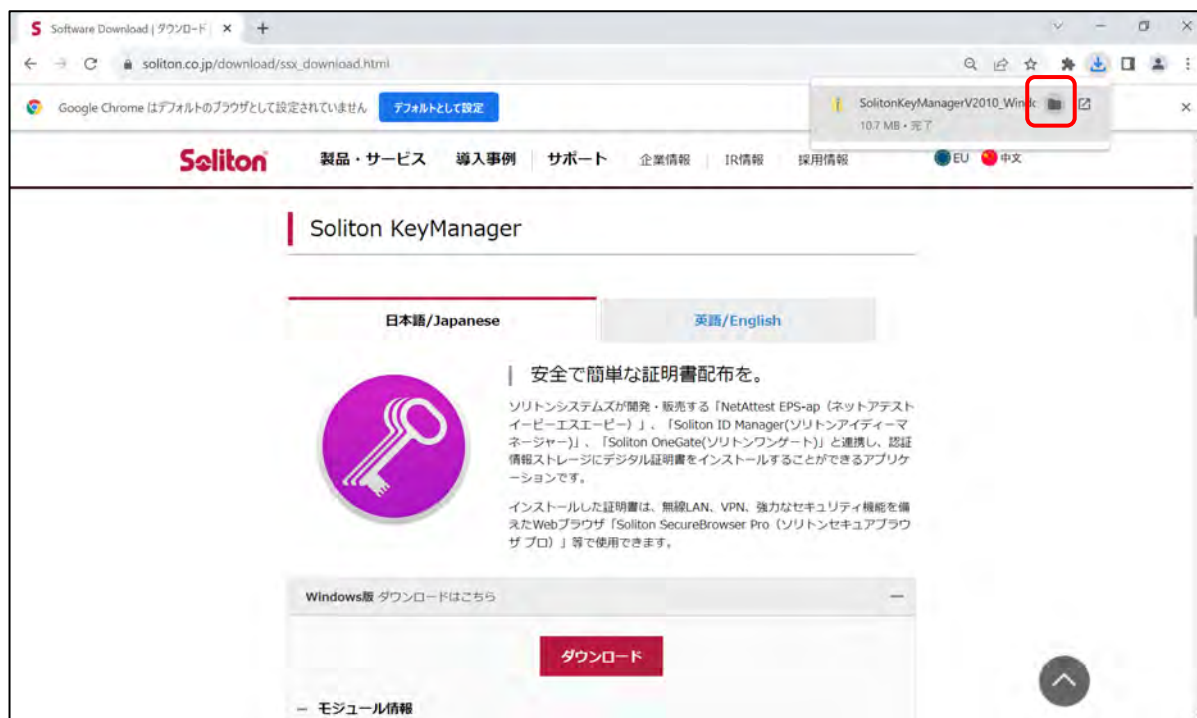 Software Download | ダウンロード
soliton.co.jp/download/ssx_download.html
Google Chrome はデフォルトのブラウザとして設定されていません
デフォルトとして設定
SolitonKeyManagerV2010_Windc
10.7 MB・完了
Soliton
製品・サービス 導入事例 サポート 企業情報 IR情報 採用情報 EU 中文
Soliton KeyManager
日本語/Japanese 英語/English
安全で簡単な証明書配布を。
ソリトンシステムズが開発・販売する「NetAttest EPS-ap（ネットアテスト
イーピーエスエーピー）」、「Soliton ID Manager(ソリトンアイディーマ
ネージャー)」、「Soliton OneGate(ソリトンワンゲート)」と連携し、認証
情報ストレージにデジタル証明書をインストールすることができるアプリケ
ーションです。
インストールした証明書は、無線LAN、VPN、強力なセキュリティ機能を備
えたWebブラウザ「Soliton SecureBrowser Pro（ソリトンセキュアブラウ
ザ プロ）」等で使用できます。
Windows版 ダウンロードはこちら
ダウンロード
モジュール情報